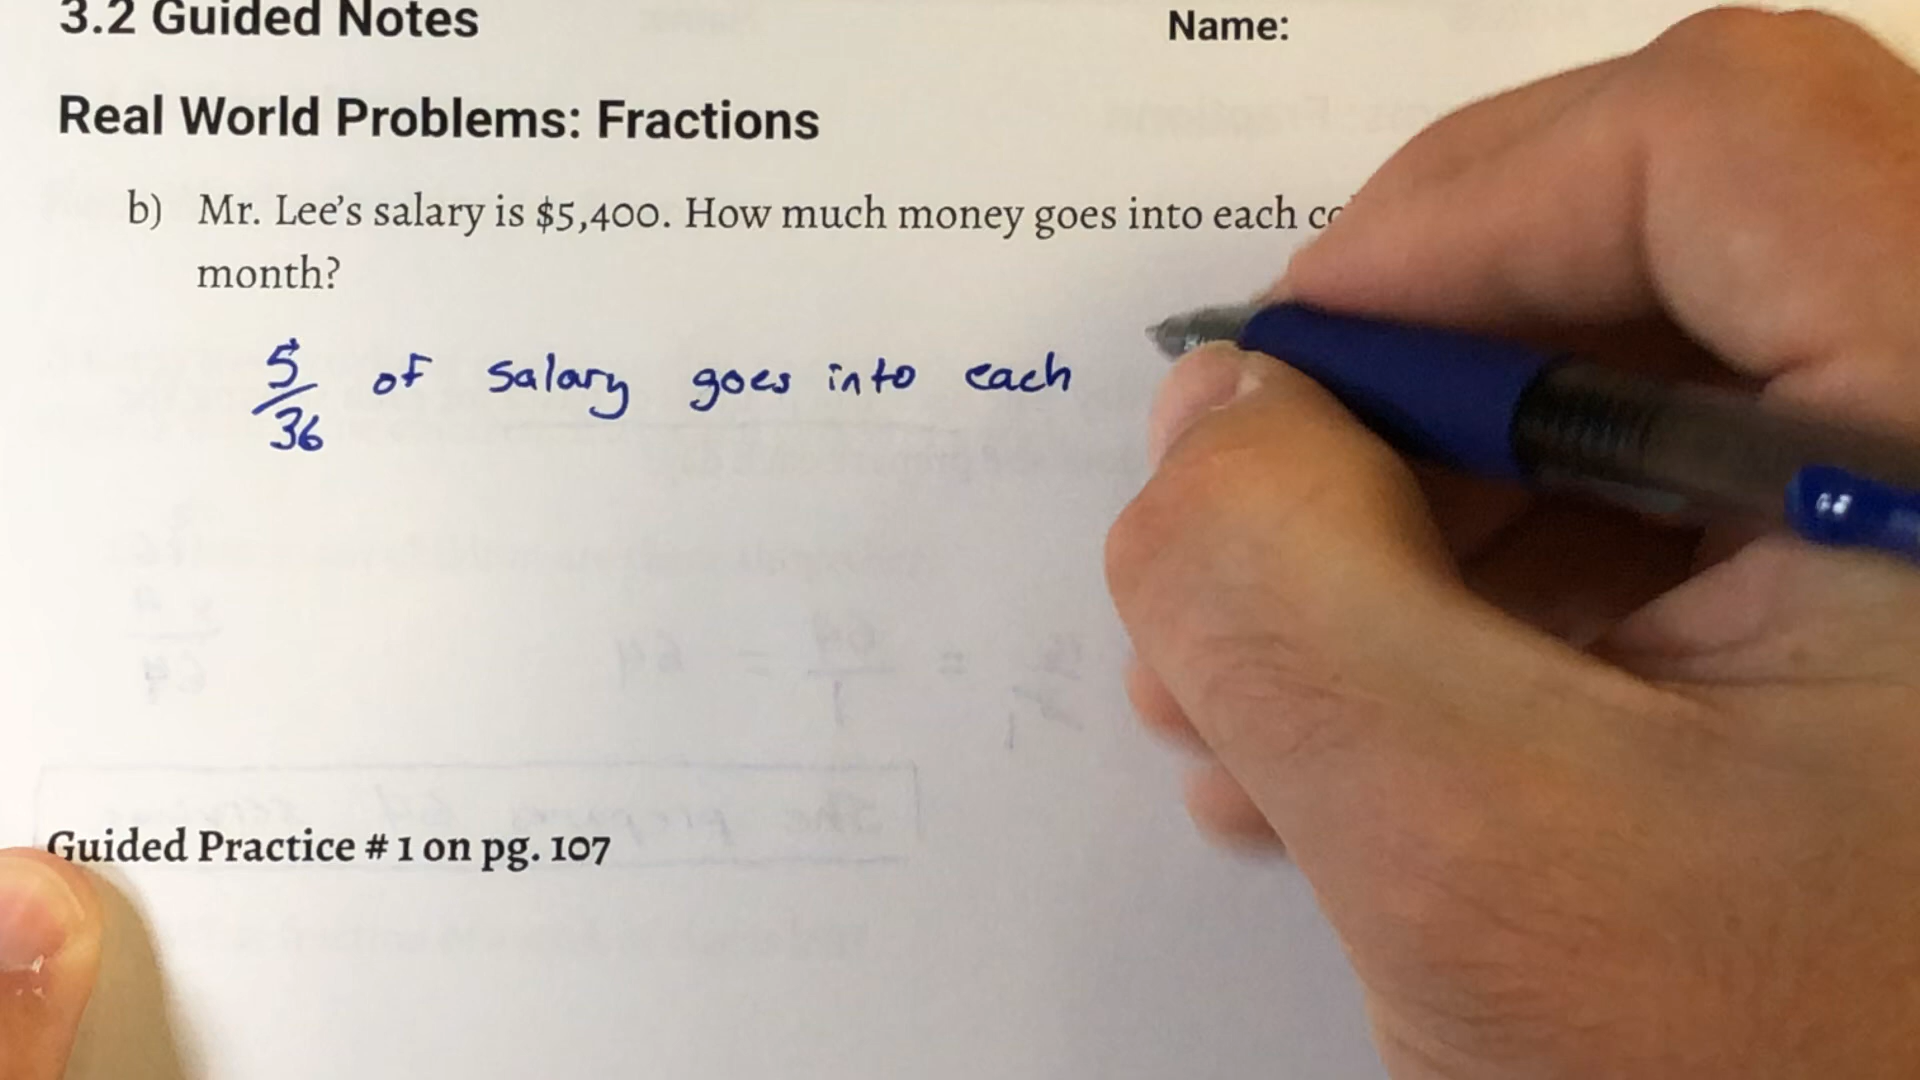 3.2 Guided Notes
Name:
Real World Problems: Fractions
b) Mr. Lee's salary is $5,400. How much money goes into each
month?
5/36 of salary goes into each
Guided Practice # 1 on pg. 107